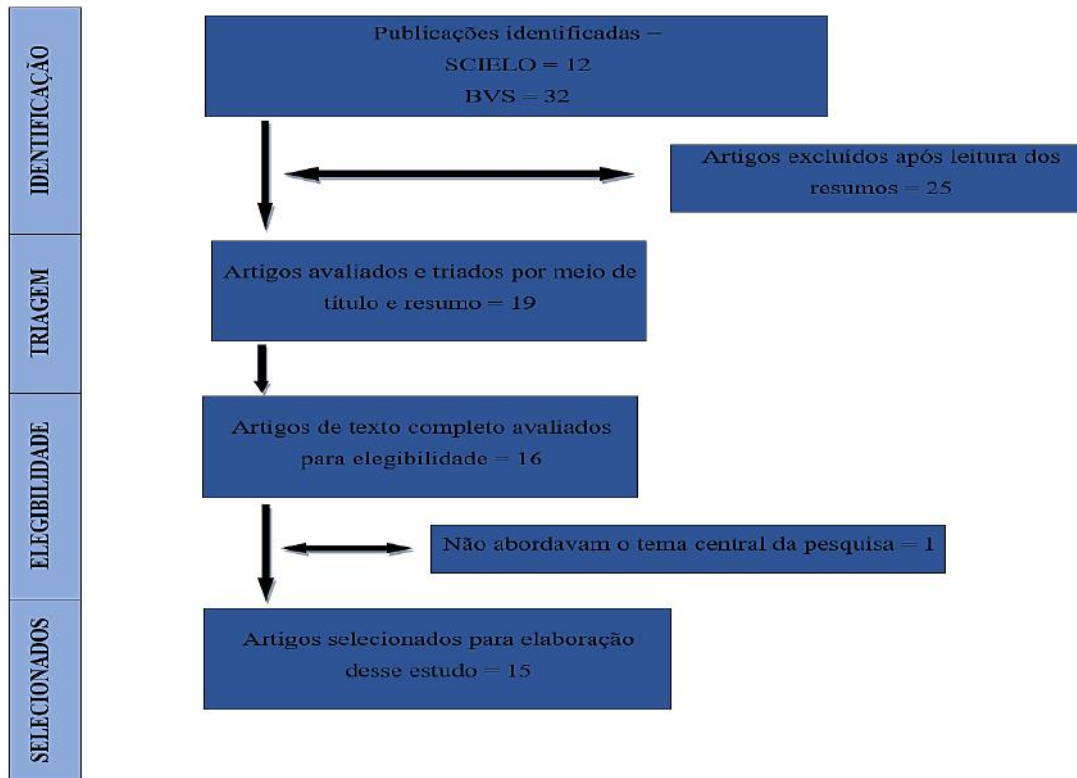 IDENTIFICAÇÃO
Publicações identificadas –
SCIELO = 12
BVS = 32
Artigos excluídos após leitura dos
resumos = 25
TRIAGEM
Artigos avaliados e triados por meio de
título e resumo = 19
ELEGIBILIDADE
Artigos de texto completo avaliados
para elegibilidade = 16
Não abordavam o tema central da pesquisa = 1
SELECIONADOS
Artigos selecionados para elaboração
desse estudo = 15